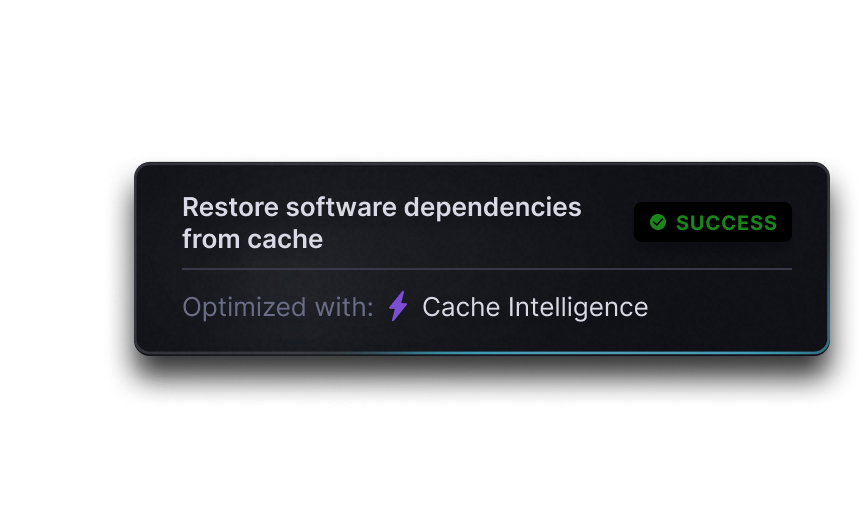 Restore software dependencies
from cache
SUCCESS
Optimized with: Cache Intelligence